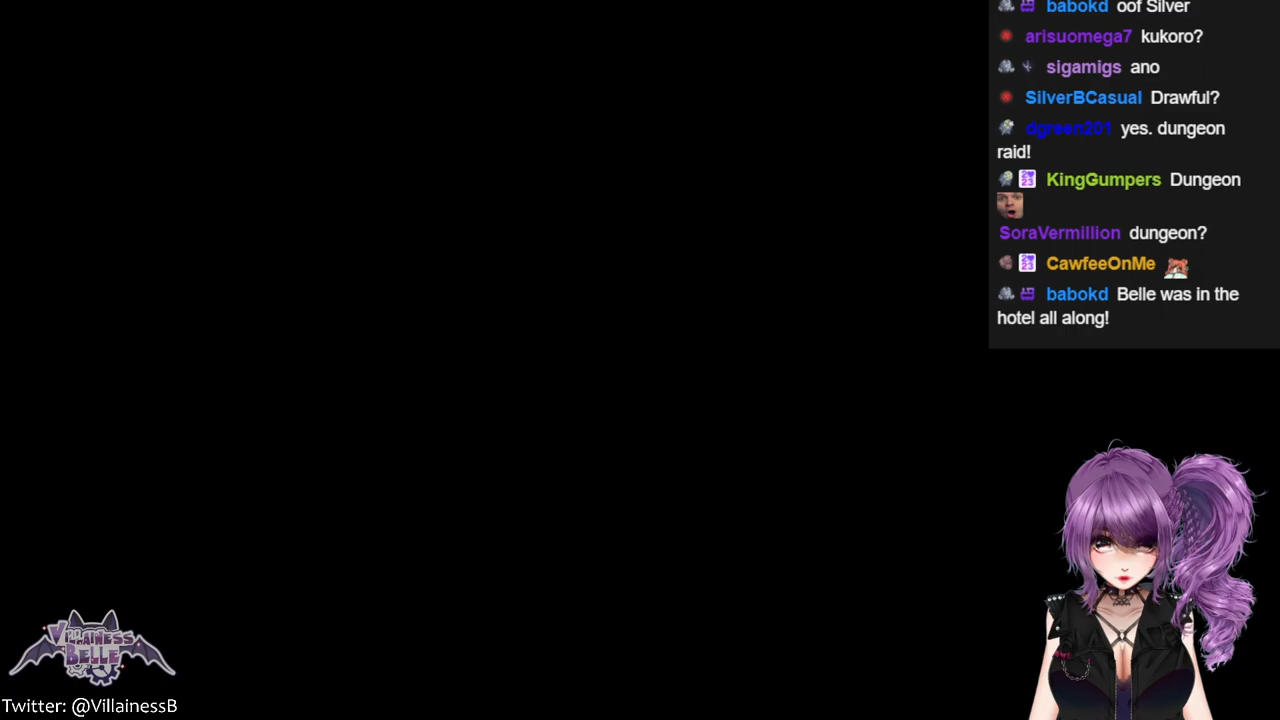 babokd oof Silver
arisuomega7 kukoro?
sigamigs ano
SilverBCasual Drawful?
dgreen201 yes. dungeon
raid!
KingGumpers Dungeon
SoraVermillion dungeon?
CawfeeOnMe
babokd Belle was in the
hotel all along!
VILLAINESS
BELLE
Twitter: @VillainessB